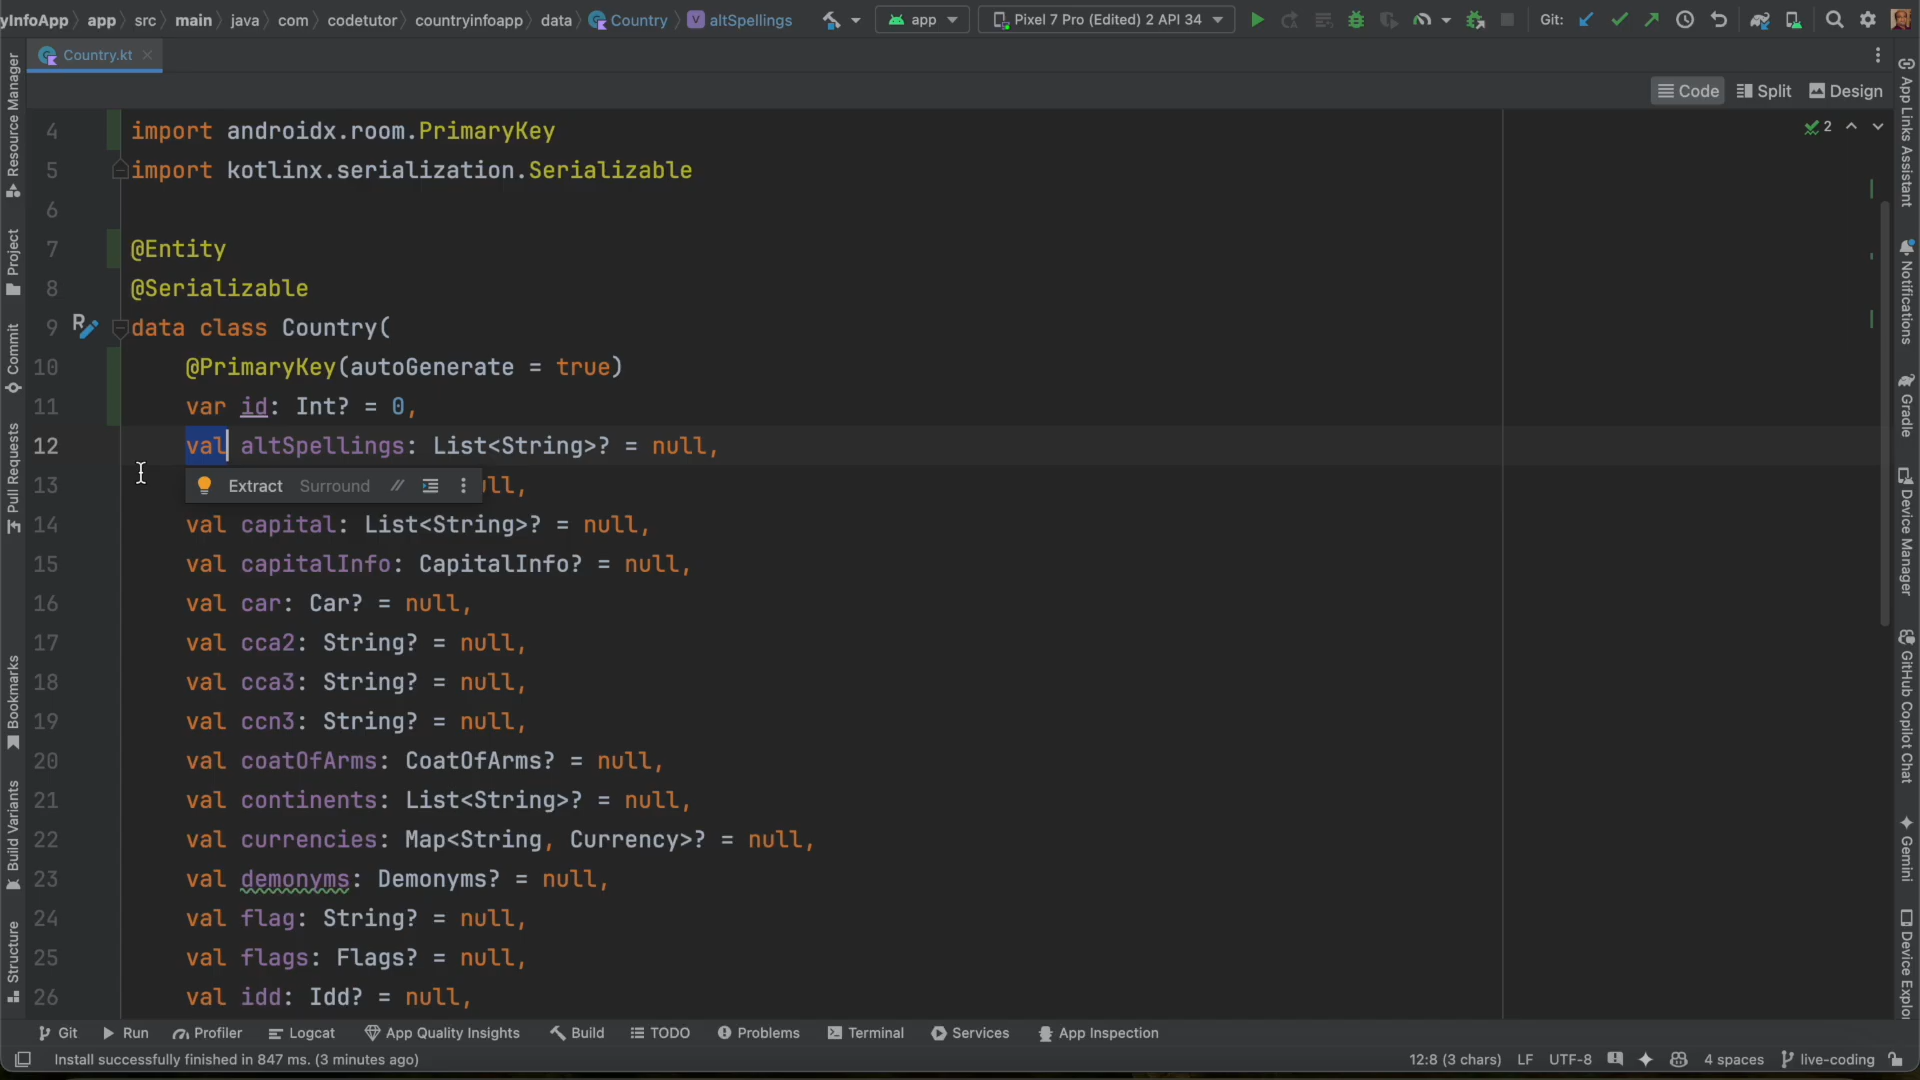 yInfoApp › app › src › main › java › com › codetutor › countryinfoapp › data › Country › altSpellings
app
Pixel 7 Pro (Edited) 2 API 34
Git:
Country.kt
Code Split Design
2
4 import androidx.room.PrimaryKey
5 import kotlinx.serialization.Serializable
6
7 @Entity
8 @Serializable
9 data class Country(
10 @PrimaryKey(autoGenerate = true)
11 var id: Int? = 0,
12 val altSpellings: List<String>? = null,
13 ll,
Extract Surround //
14 val capital: List<String>? = null,
15 val capitalInfo: CapitalInfo? = null,
16 val car: Car? = null,
17 val cca2: String? = null,
18 val cca3: String? = null,
19 val ccn3: String? = null,
20 val coatOfArms: CoatOfArms? = null,
21 val continents: List<String>? = null,
22 val currencies: Map<String, Currency>? = null,
23 val demonyms: Demonyms? = null,
24 val flag: String? = null,
25 val flags: Flags? = null,
26 val idd: Idd? = null,
Resource Manager
Project
Commit
Pull Requests
Bookmarks
Build Variants
Structure
App Links Assistant
Notifications
Gradle
Device Manager
GitHub Copilot Chat
Gemini
Device Explo
Git Run Profiler Logcat App Quality Insights Build TODO Problems Terminal Services App Inspection
Install successfully finished in 847 ms. (3 minutes ago)
12:8 (3 chars) LF UTF-8 4 spaces live-coding